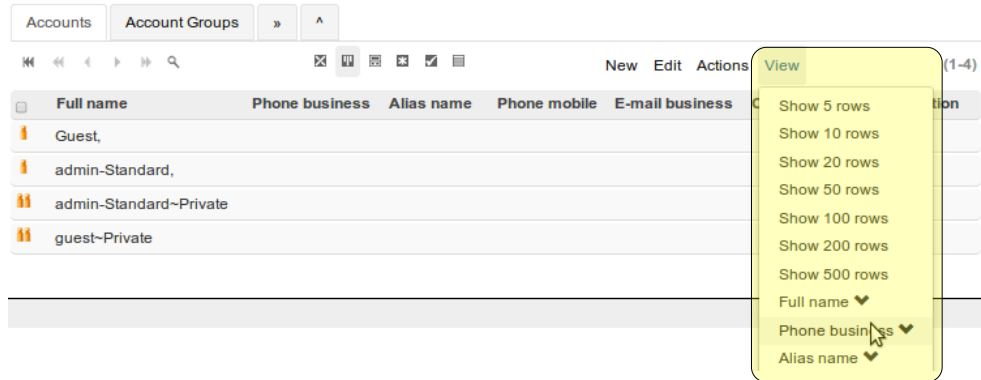 Accounts Account Groups » ^
New Edit Actions View (1-4)
Full name Phone business Alias name Phone mobile E-mail business
Guest,
admin-Standard,
admin-Standard~Private
guest~Private
Show 5 rows
Show 10 rows
Show 20 rows
Show 50 rows
Show 100 rows
Show 200 rows
Show 500 rows
Full name
Phone business
Alias name